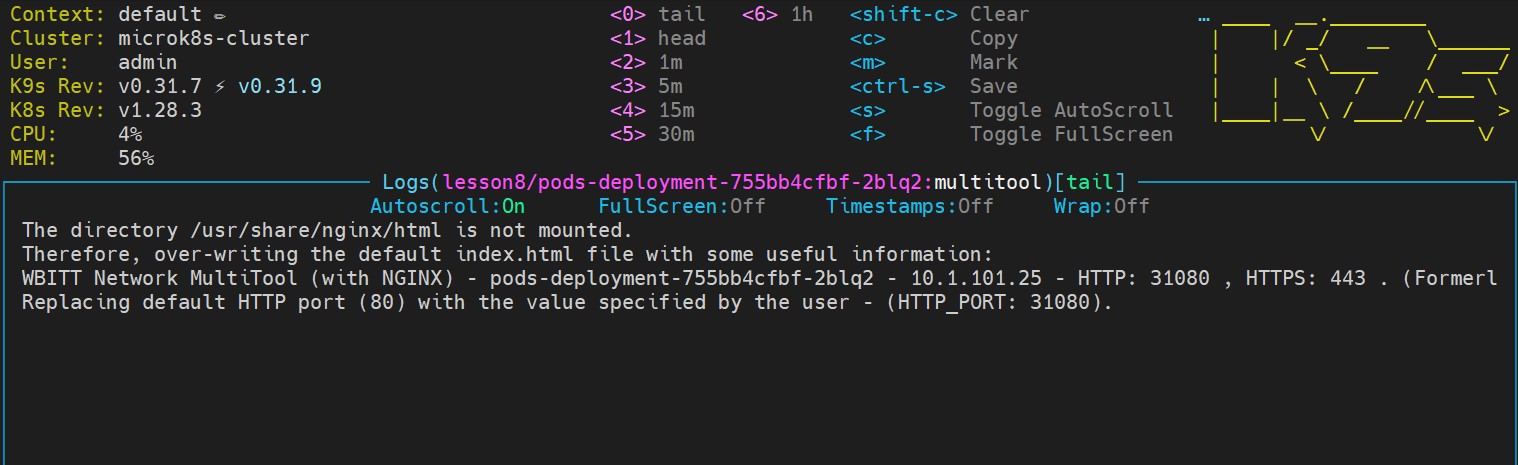 Context: default ✏ <0> tail <6> 1h <shift-c> Clear
Cluster: microk8s-cluster <1> head <c> Copy
User: admin <2> 1m <m> Mark
K9s Rev: v0.31.7 ⚡ v0.31.9 <3> 5m <ctrl-s> Save
K8s Rev: v1.28.3 <4> 15m <s> Toggle AutoScroll
CPU: 4% <5> 30m <f> Toggle FullScreen
MEM: 56%
K9s
Logs(lesson8/pods-deployment-755bb4cfbf-2blq2:multitool)[tail]
Autoscroll:On FullScreen:Off Timestamps:Off Wrap:Off
The directory /usr/share/nginx/html is not mounted.
Therefore, over-writing the default index.html file with some useful information:
WBITT Network MultiTool (with NGINX) - pods-deployment-755bb4cfbf-2blq2 - 10.1.101.25 - HTTP: 31080 , HTTPS: 443 . (Formerl
Replacing default HTTP port (80) with the value specified by the user - (HTTP_PORT: 31080).